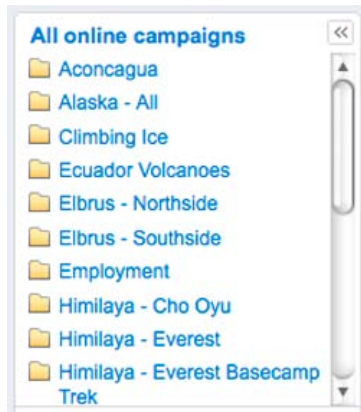 All online campaigns
Aconcagua
Alaska - All
Climbing Ice
Ecuador Volcanoes
Elbrus - Northside
Elbrus - Southside
Employment
Himilaya - Cho Oyu
Himilaya - Everest
Himilaya - Everest Basecamp
Trek